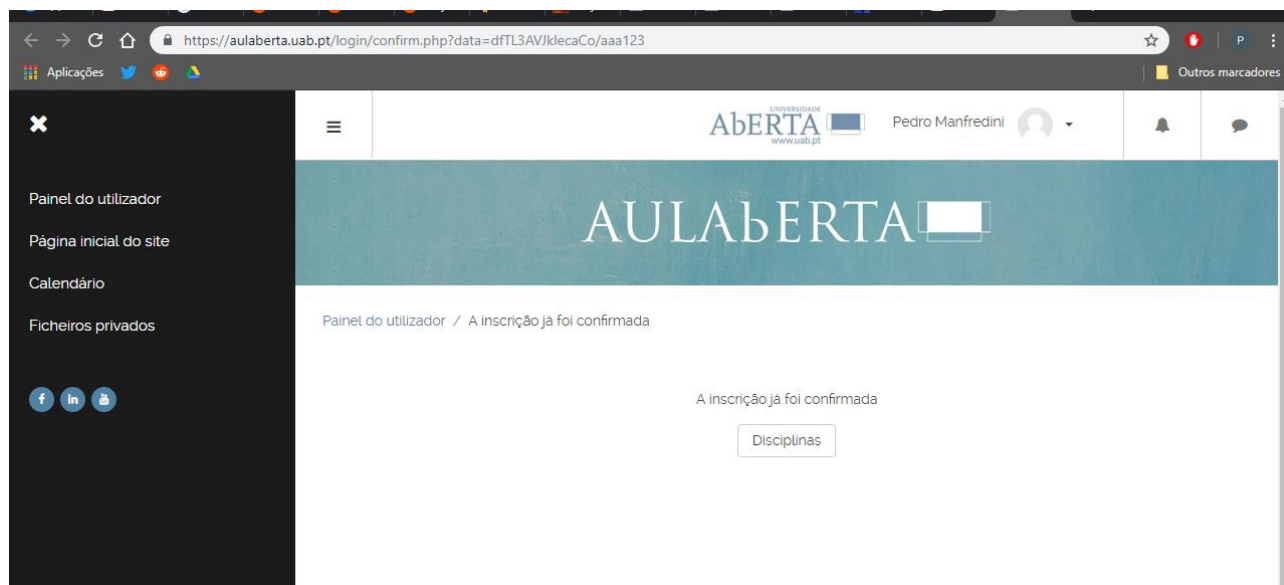 https://aulaberta.uab.pt/login/confirm.php?data=dfTL3AVJklecaCo/aaa123
P
Aplicações
Outros marcadores
UNIVERSIDADE
AbERTA
www.uab.pt
Pedro Manfredini
Painel do utilizador
Página inicial do site
Calendário
Ficheiros privados
AULAbERTA
Painel do utilizador / A inscrição já foi confirmada
A inscrição já foi confirmada
Disciplinas